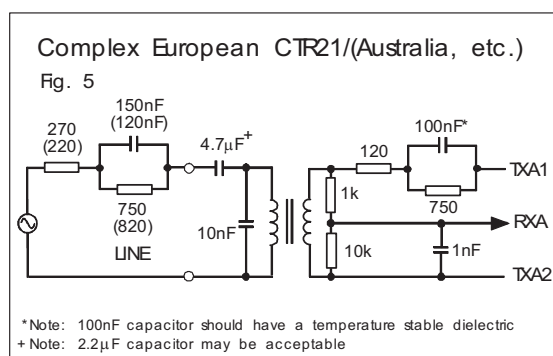 Complex European CTR21/(Australia, etc.)
Fig. 5
150nF
(120nF)
270
(220)
4.7µF+
100nF*
120
TXA1
750
(820)
1k
750
RXA
LINE
10nF
10k
1nF
TXA2
*Note: 100nF capacitor should have a temperature stable dielectric
+ Note: 2.2µF capacitor may be acceptable